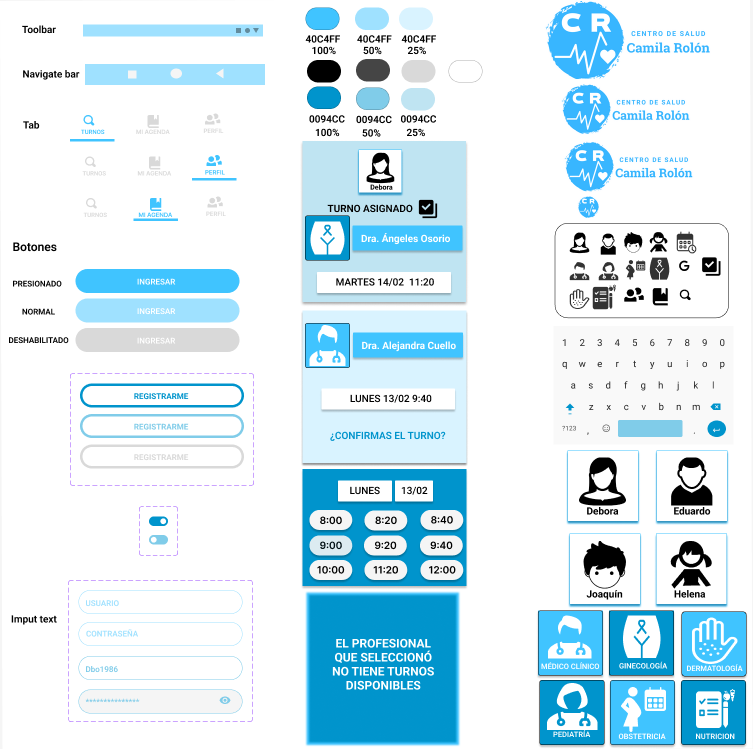 Toolbar
Navigate bar
Tab
TURNOS
MI AGENDA
PERFIL
TURNOS
MI AGENDA
PERFIL
TURNOS
MI AGENDA
PERFIL
Botones
PRESIONADO
INGRESAR
NORMAL
INGRESAR
DESHABILITADO
INGRESAR
REGISTRARME
REGISTRARME
REGISTRARME
Imput text
USUARIO
CONTRASEÑA
Dbo1986
***************
40C4FF
100%
40C4FF
50%
40C4FF
25%
0094CC
100%
0094CC
50%
0094CC
25%
Debora
TURNO ASIGNADO
Dra. Ángeles Osorio
MARTES 14/02 11:20
Dra. Alejandra Cuello
LUNES 13/02 9:40
¿CONFIRMAS EL TURNO?
LUNES
13/02
8:00 8:20 8:40
9:00 9:20 9:40
10:00 11:20 12:00
EL PROFESIONAL
QUE SELECCIONÓ
NO TIENE TURNOS
DISPONIBLES
CR
CENTRO DE SALUD
Camila Rolón
CR
CENTRO DE SALUD
Camila Rolón
CR
CENTRO DE SALUD
Camila Rolón
CR
G
1 2 3 4 5 6 7 8 9 0
q w e r t y u i o p
a s d f g h j k l
z x c v b n m
?123 , .
Debora
Eduardo
Joaquín
Helena
MÉDICO CLÍNICO
GINECOLOGÍA
DERMATOLOGÍA
PEDIATRÍA
OBSTETRICIA
NUTRICION